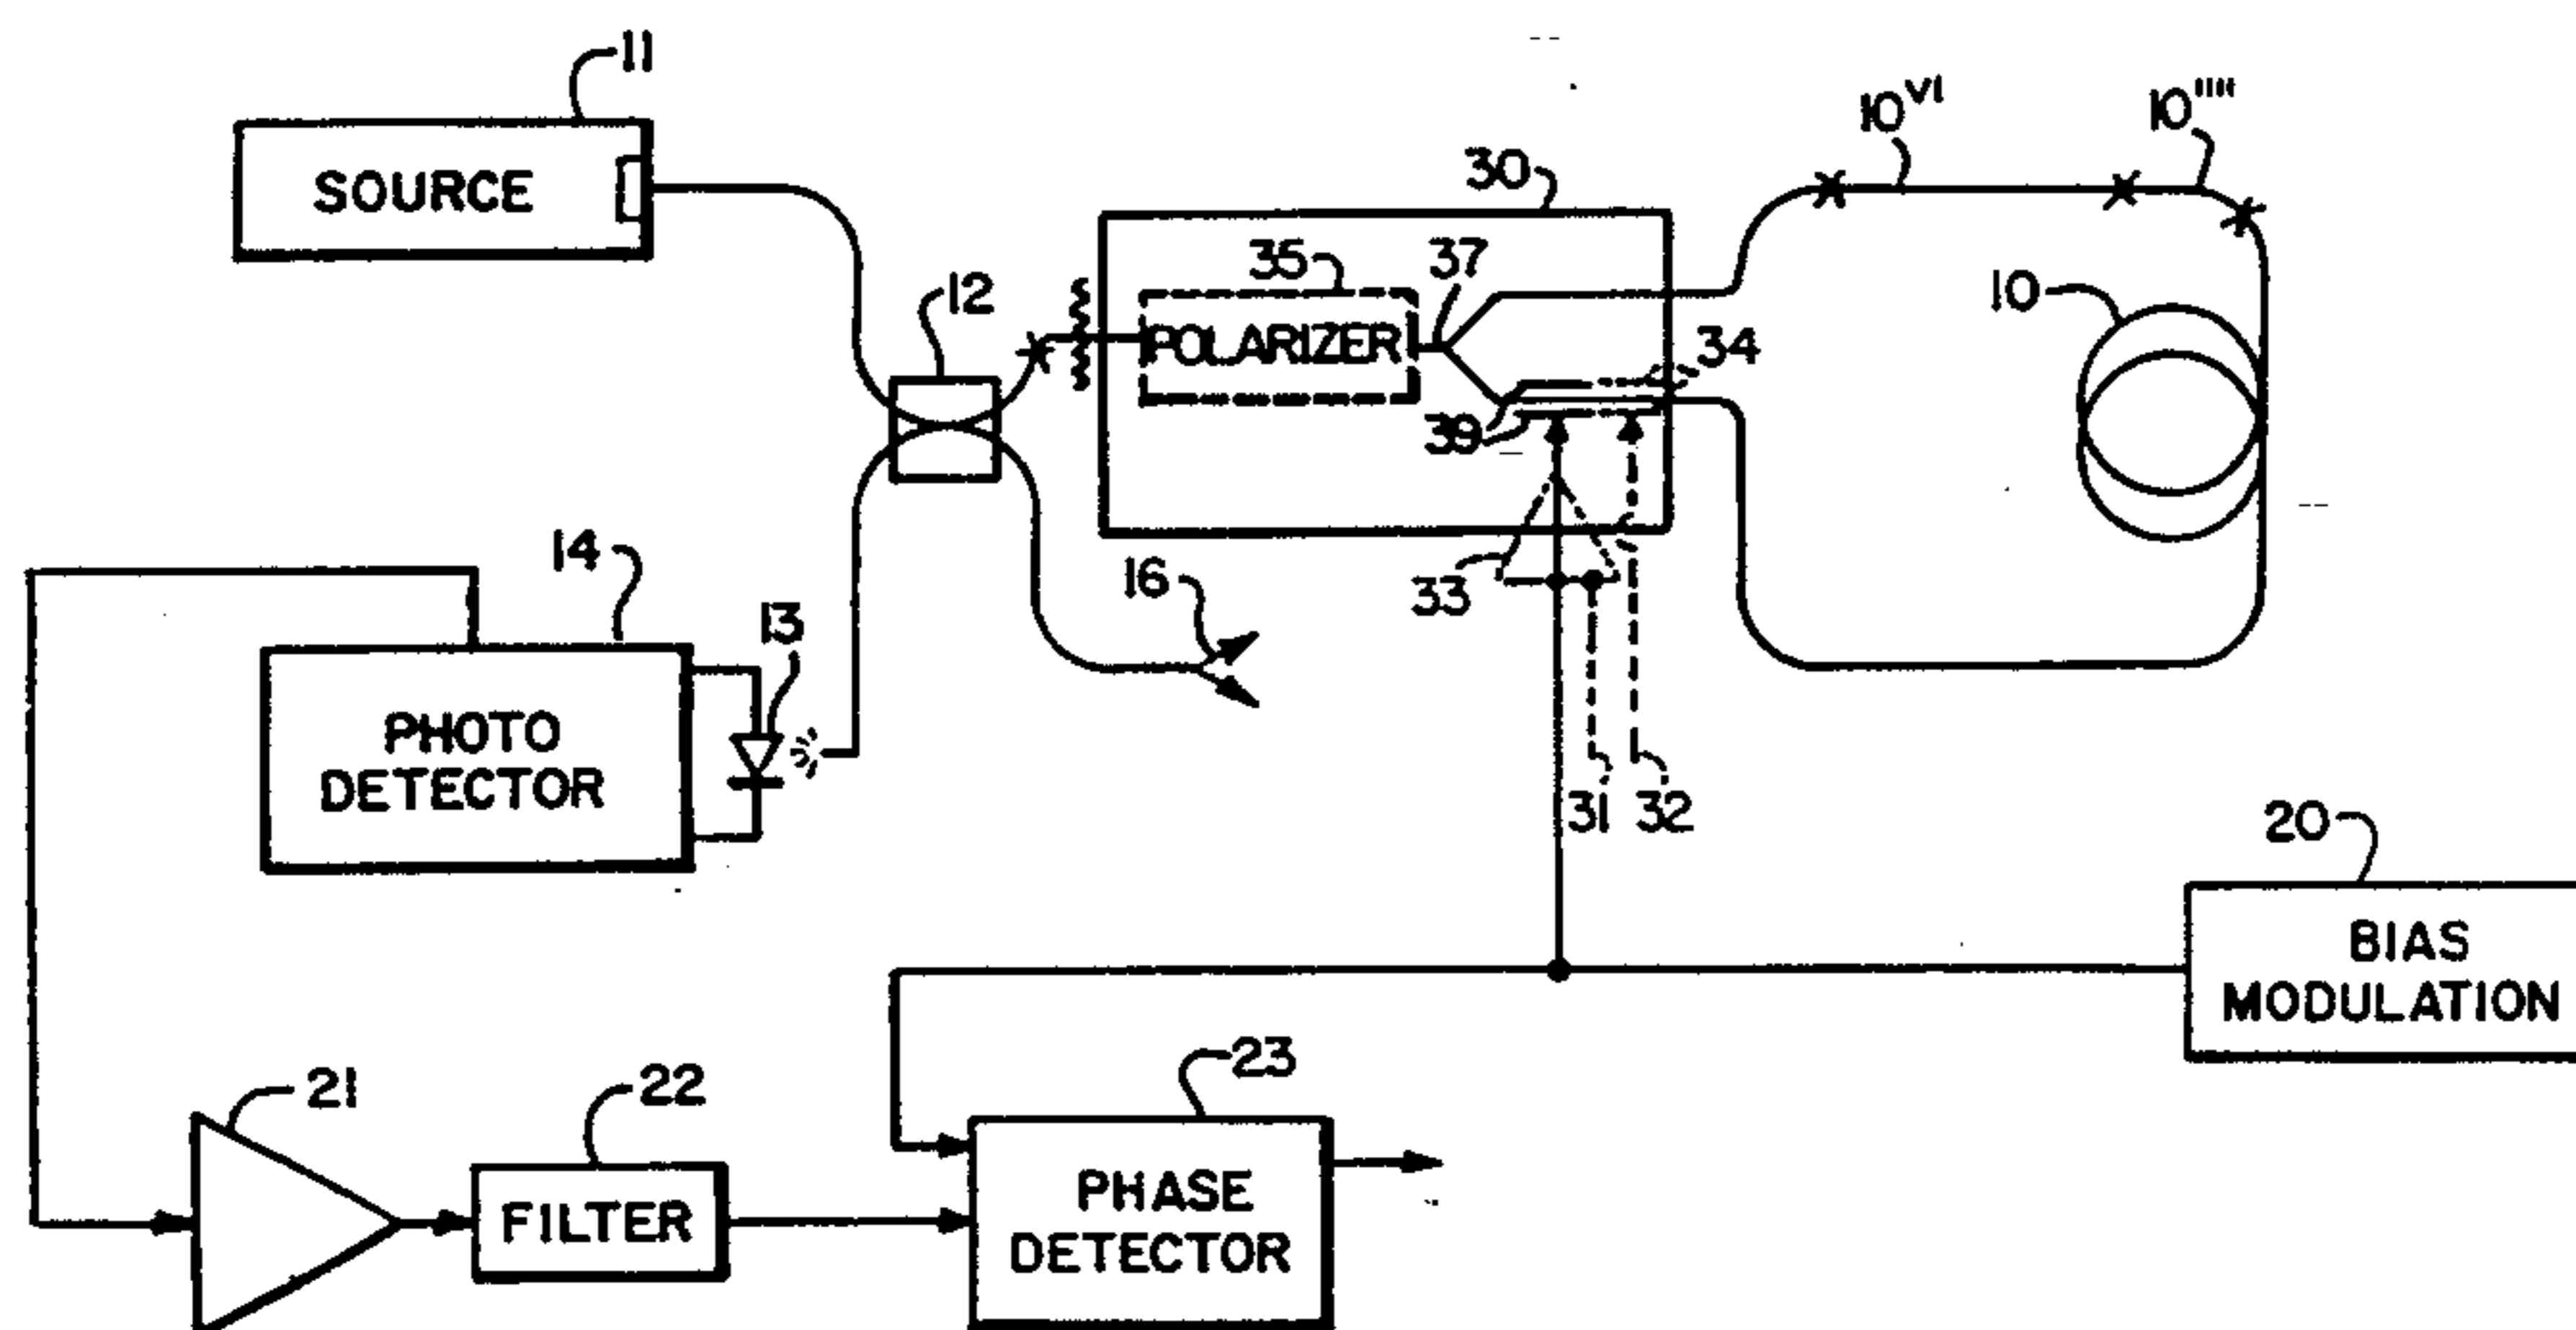 11
SOURCE
12
30
35
37
POLARIZER
34
39
33
31
32
10^VI
10''''
10
14
13
PHOTO
DETECTOR
16
20
BIAS
MODULATION
21
22
FILTER
23
PHASE
DETECTOR